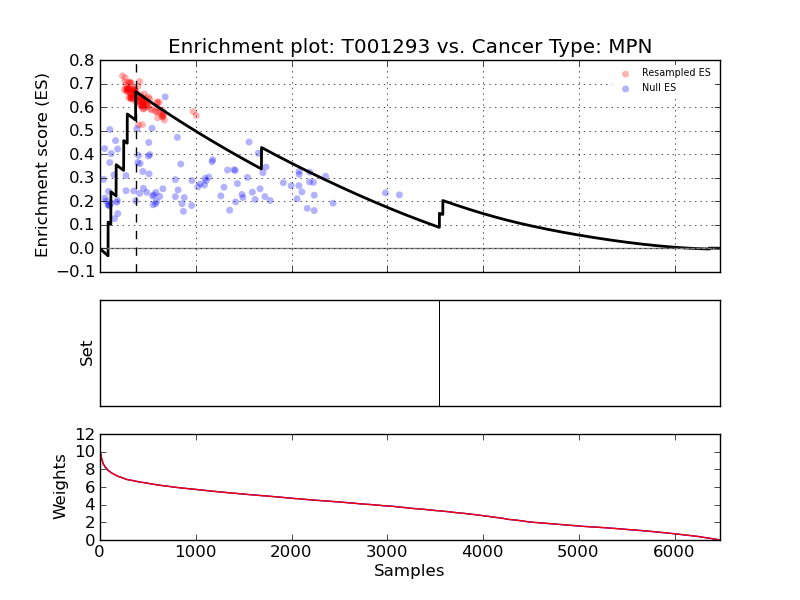 Enrichment plot: T001293 vs. Cancer Type: MPN
0.8
0.7
0.6
0.5
0.4
0.3
0.2
0.1
0.0
−0.1
Enrichment score (ES)
Resampled ES
Null ES
Set
12
10
8
6
4
2
0
Weights
0 1000 2000 3000 4000 5000 6000
Samples